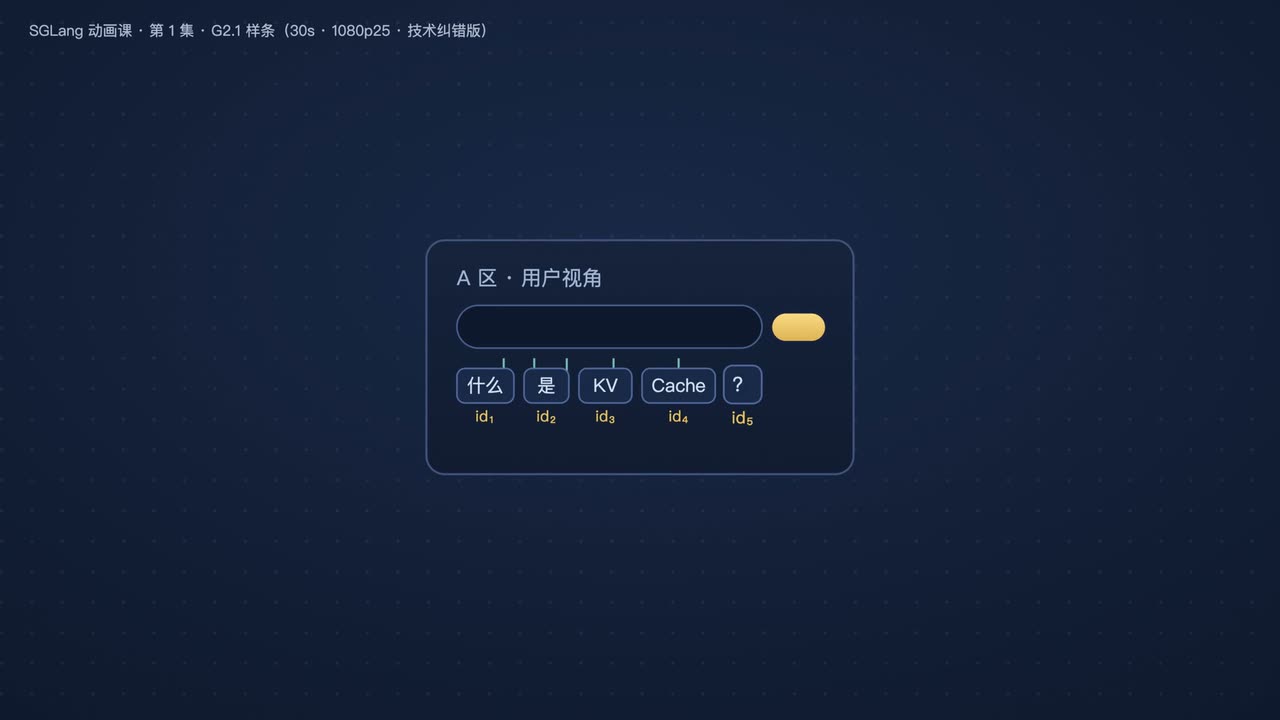 SGLang 动画课 · 第 1 集 · G2.1 样条（30s · 1080p25 · 技术纠错版）
A 区 · 用户视角
什么 是 KV Cache ？
id₁ id₂ id₃ id₄ id₅